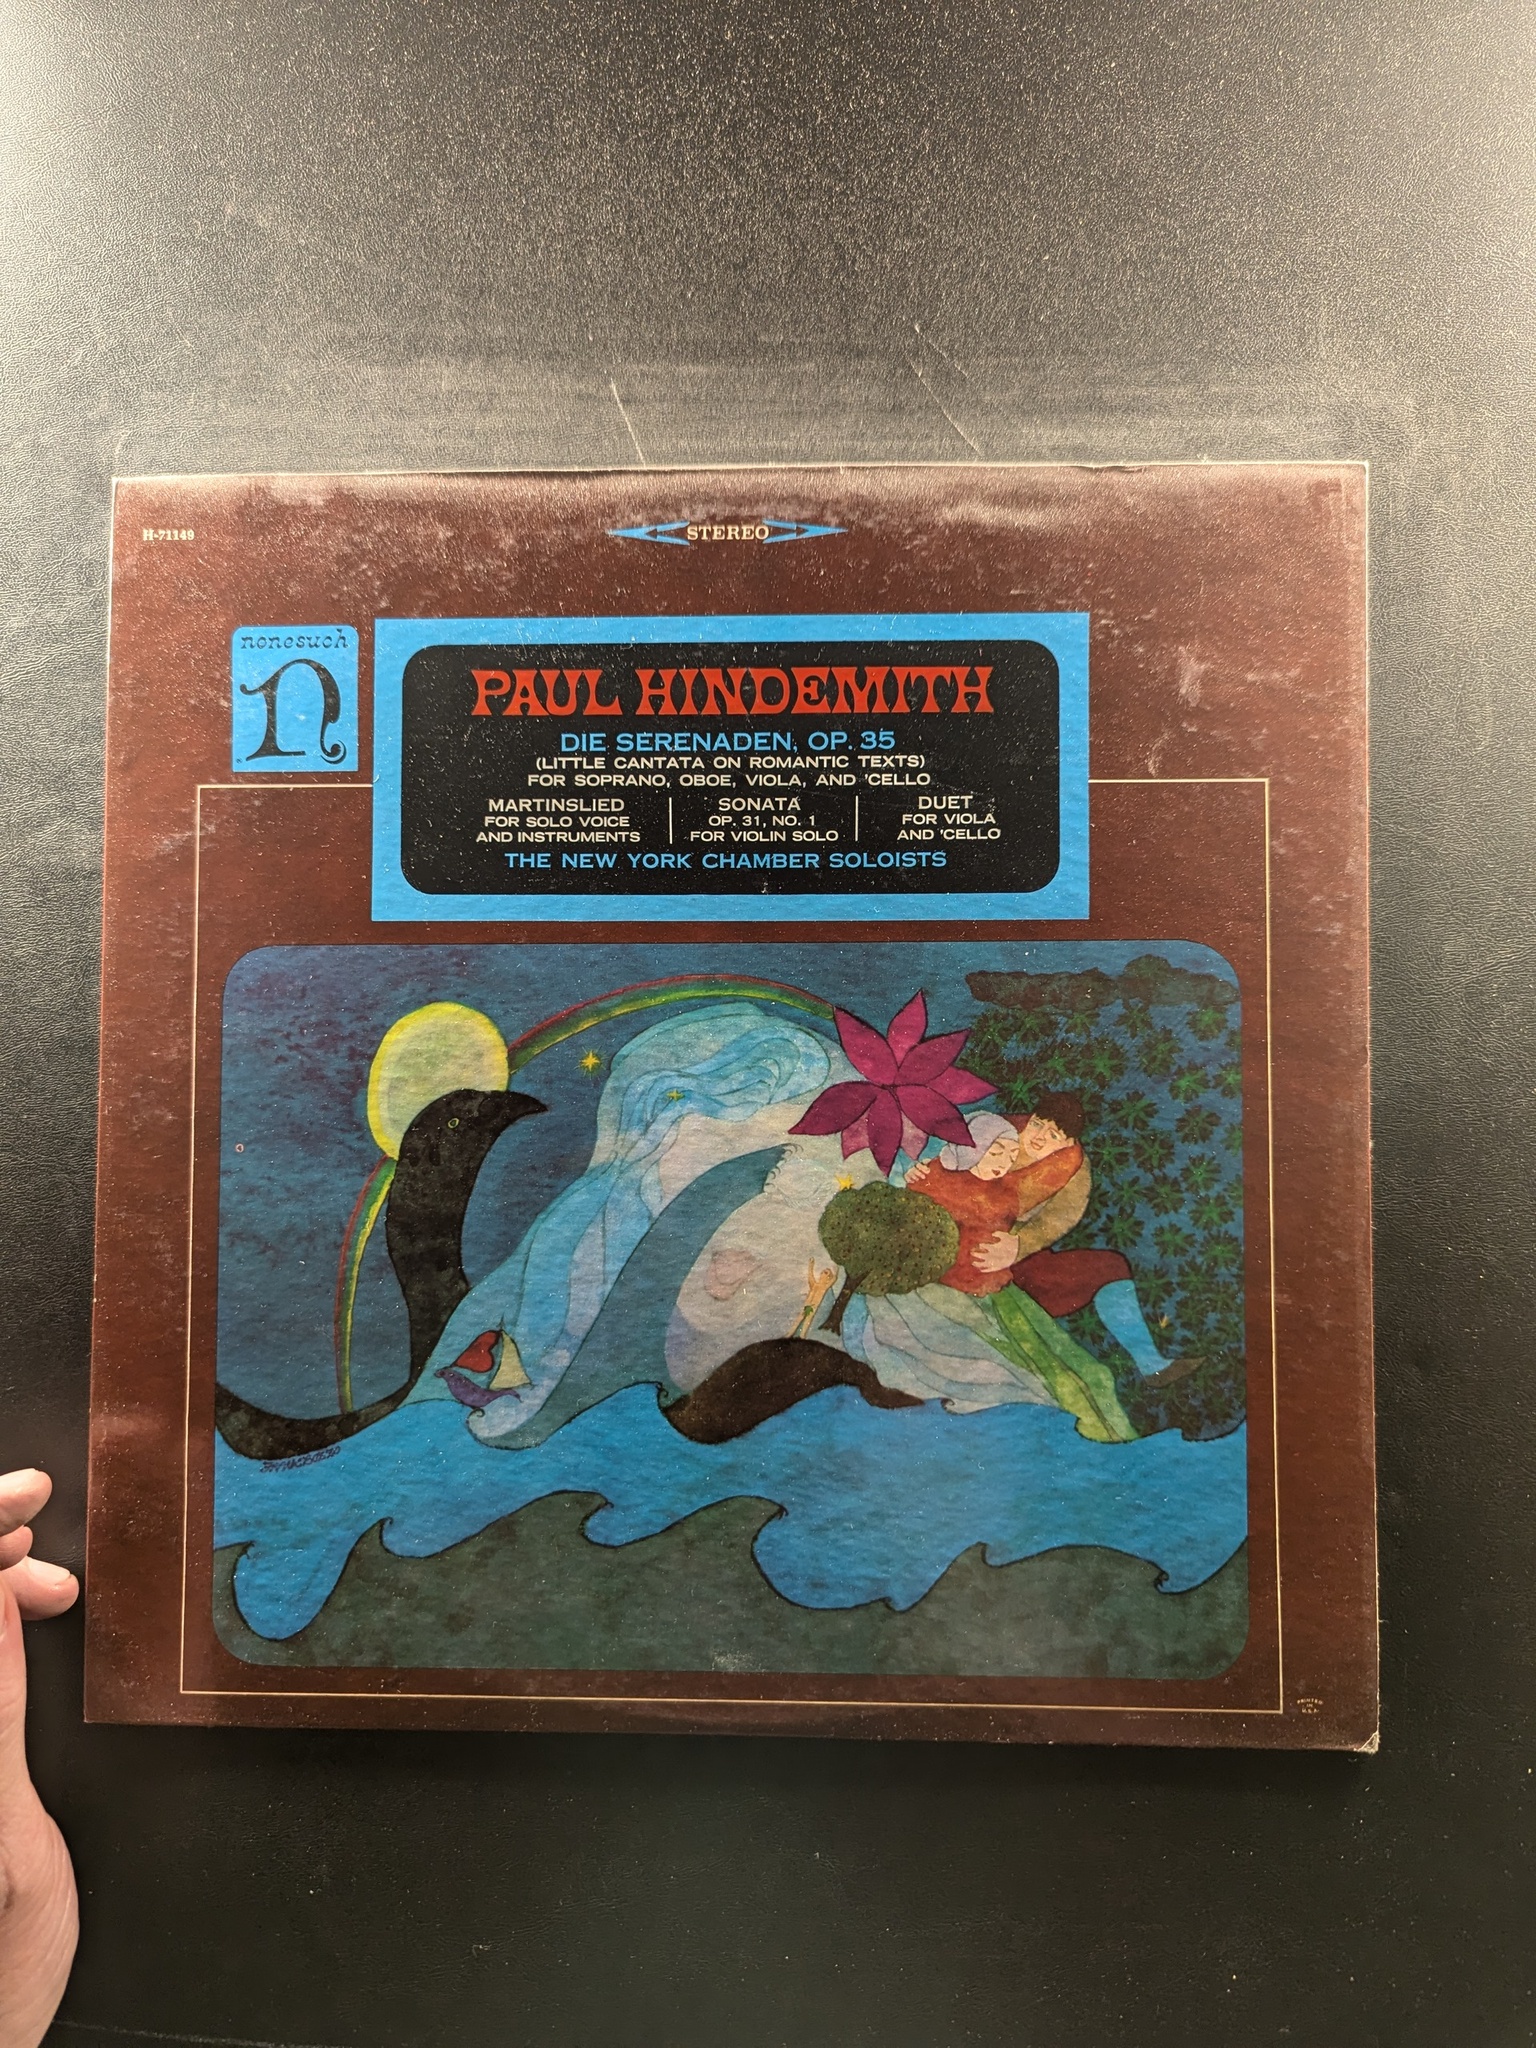 H-71149
STEREO
nonesuch
n
PAUL HINDEMITH
DIE SERENADEN, OP. 35
(LITTLE CANTATA ON ROMANTIC TEXTS)
FOR SOPRANO, OBOE, VIOLA, AND 'CELLO
MARTINSLIED
FOR SOLO VOICE
AND INSTRUMENTS
SONATA
OP. 31, NO. 1
FOR VIOLIN SOLO
DUET
FOR VIOLA
AND 'CELLO
THE NEW YORK CHAMBER SOLOISTS
PRINTED
IN
U.S.A.